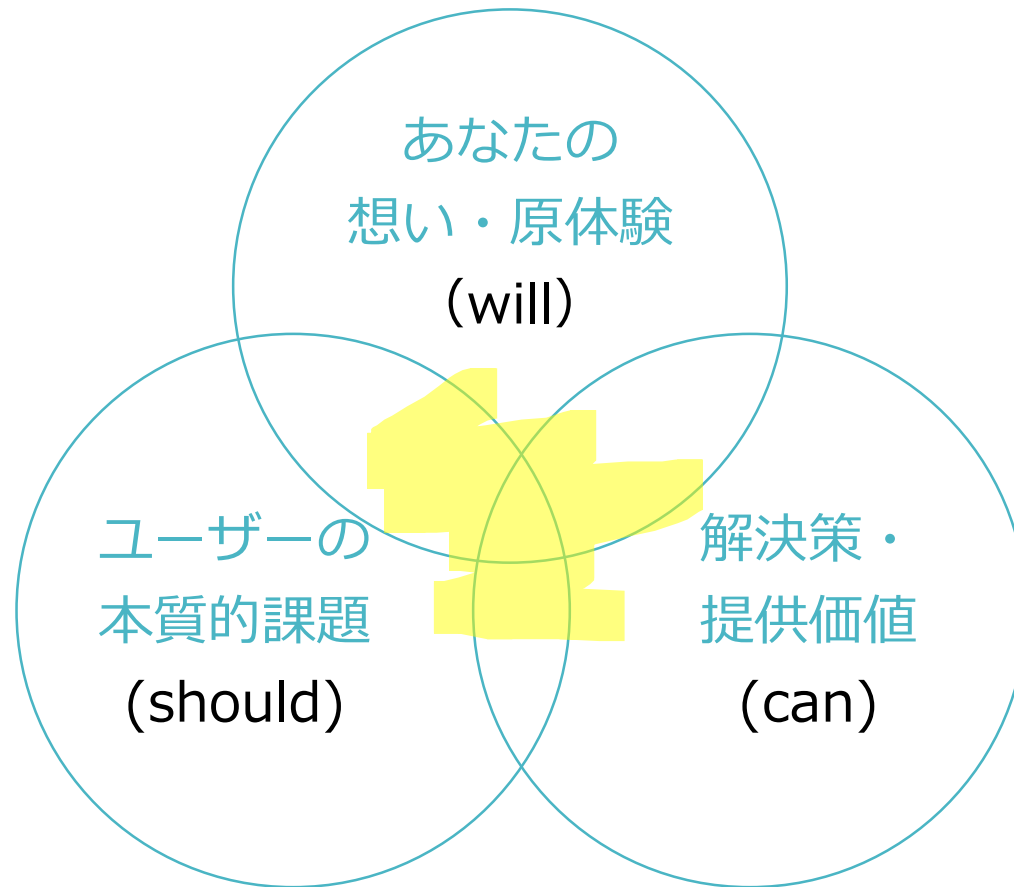 あなたの
想い・原体験
（will）
ユーザーの
本質的課題
(should)
解決策・
提供価値
(can)